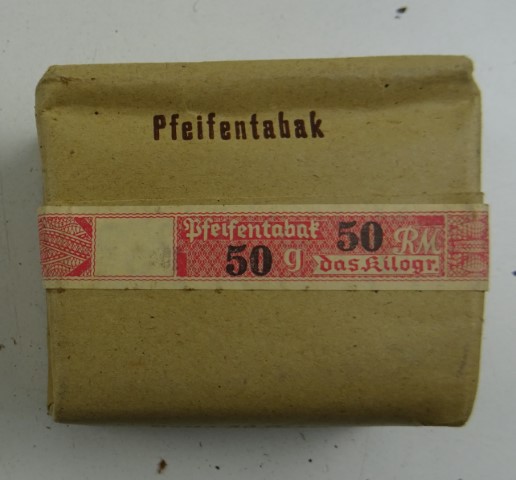 Pfeifentabak
Pfeifentabak 50 RM
50 g das Kilogr.